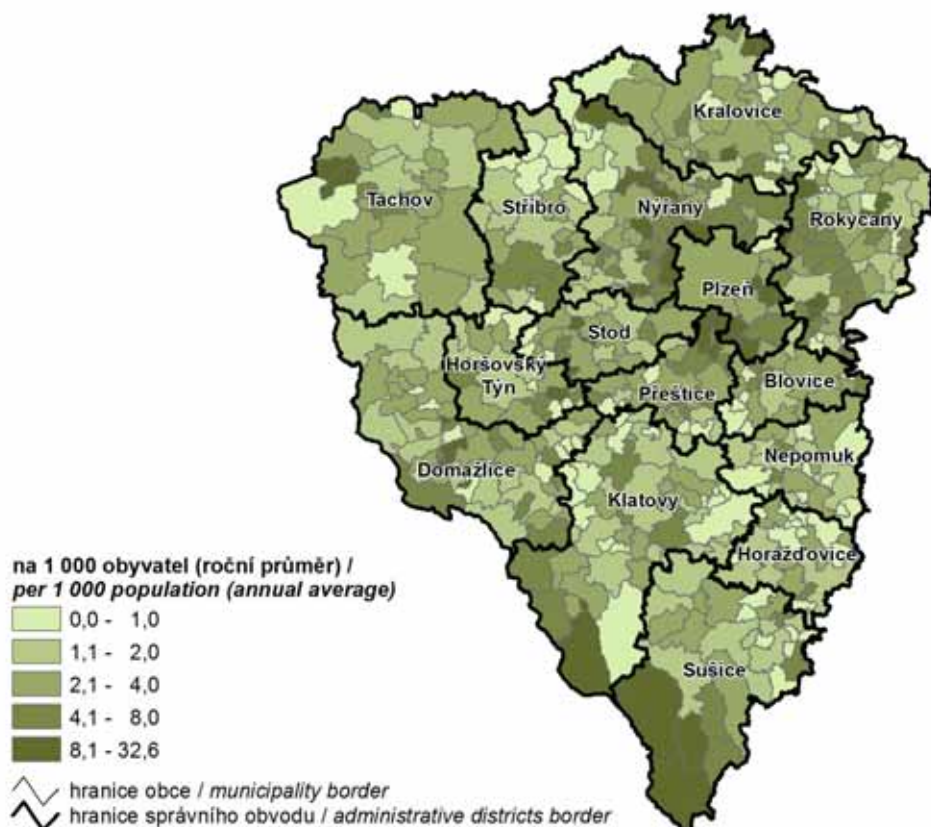 Kralovice
Tachov
Stříbro
Nýřany
Rokycany
Plzeň
Stod
Horšovský
Týn
Přeštice
Blovice
Nepomuk
Domažlice
Klatovy
Horažďovice
Sušice
na 1 000 obyvatel (roční průměr) /
per 1 000 population (annual average)
0,0 - 1,0
1,1 - 2,0
2,1 - 4,0
4,1 - 8,0
8,1 - 32,6
hranice obce / municipality border
hranice správního obvodu / administrative districts border